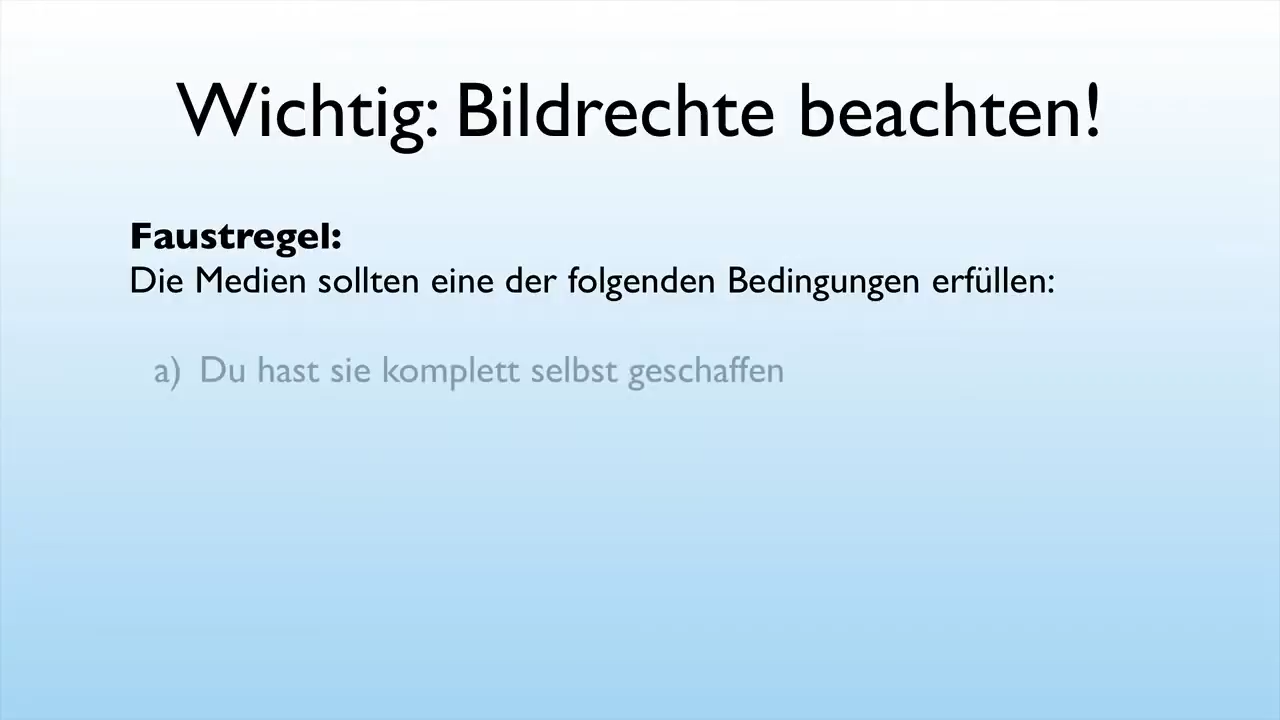 Wichtig: Bildrechte beachten!
Faustregel:
Die Medien sollten eine der folgenden Bedingungen erfüllen:
a) Du hast sie komplett selbst geschaffen